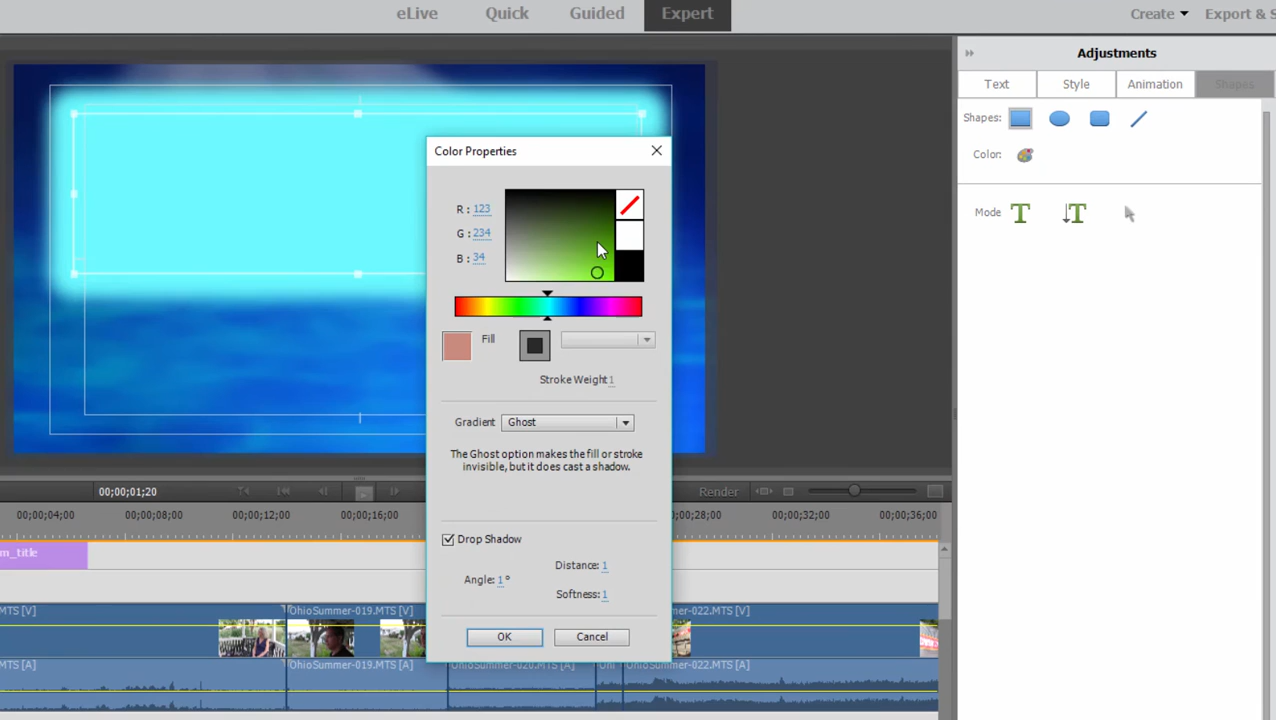 eLive Quick Guided Expert Create Export & S
Adjustments
Text Style Animation Shapes
Shapes:
Color:
Mode T T
Color Properties
R : 123
G : 234
B : 34
Fill
Stroke Weight 1
Gradient Ghost
The Ghost option makes the fill or stroke
invisible, but it does cast a shadow.
Drop Shadow
Distance: 1
Angle: 1 °
Softness: 1
OK Cancel
00;00;01;20 Render
00;00;04;00 00;00;08;00 00;00;12;00 00;00;16;00 00;00;28;00 00;00;32;00 00;00;36;00
m_title
MTS [V] OhioSummer-019.MTS [V] mer-022.MTS [V]
MTS [A] OhioSummer-019.MTS [A] OhioSummer-020.MTS [A] Ohi OhioSummer-022.MTS [A]